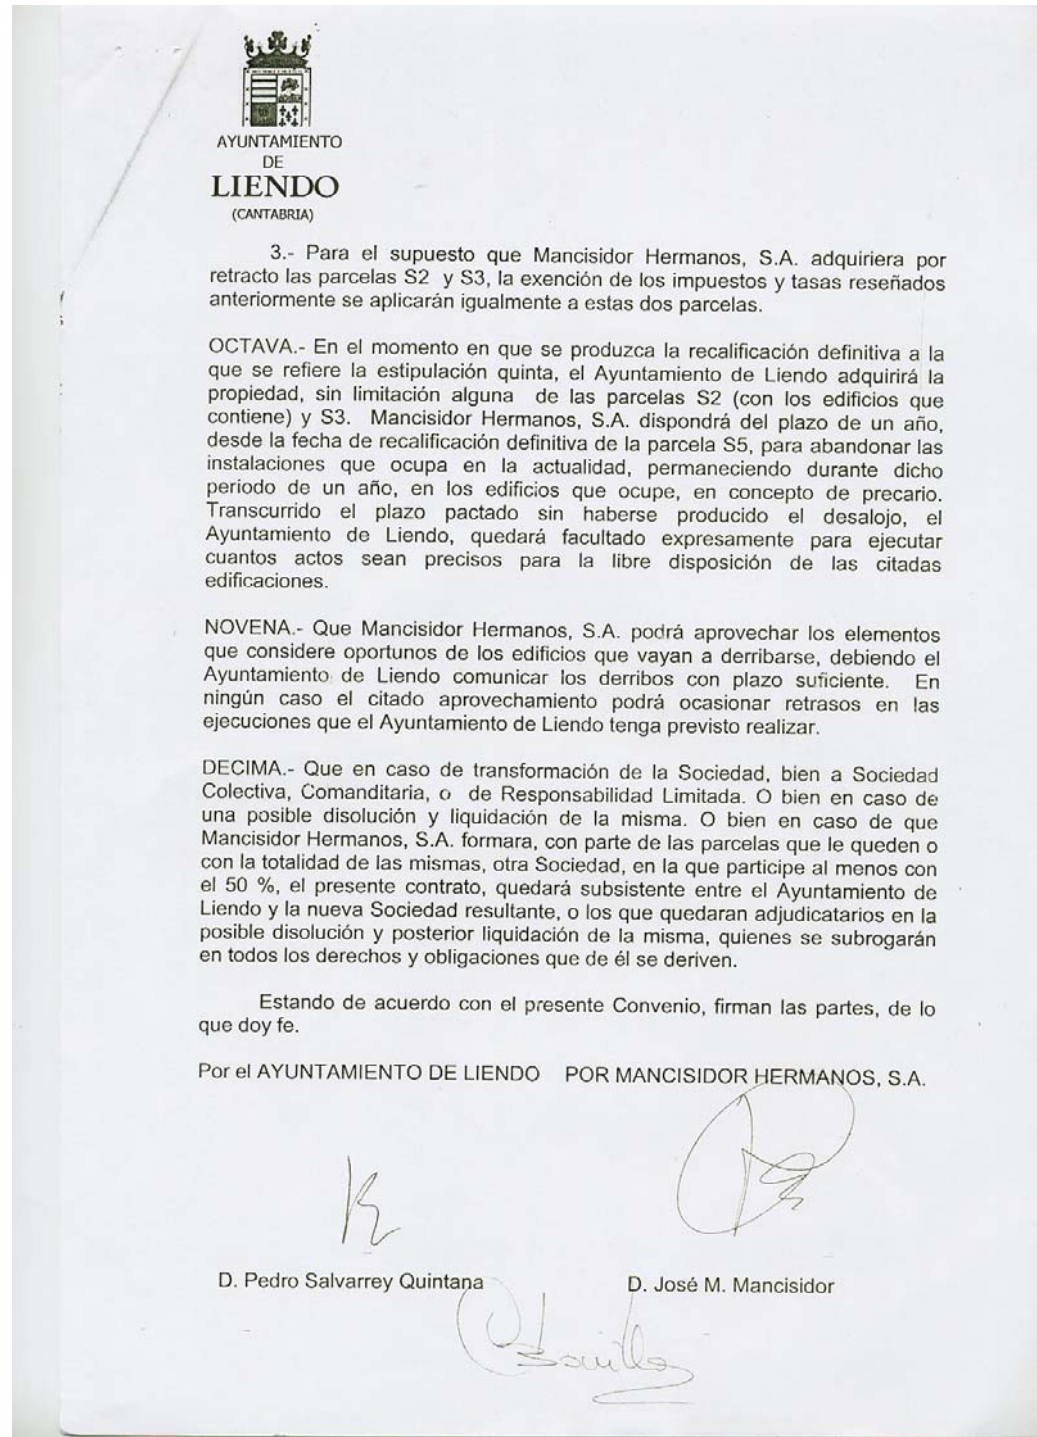 AYUNTAMIENTO
DE
LIENDO
(CANTABRIA)
3.- Para el supuesto que Mancisidor Hermanos, S.A. adquiriera por
retracto las parcelas S2 y S3, la exención de los impuestos y tasas reseñados
anteriormente se aplicarán igualmente a estas dos parcelas.
OCTAVA.- En el momento en que se produzca la recalificación definitiva a la
que se refiere la estipulación quinta, el Ayuntamiento de Liendo adquirirá la
propiedad, sin limitación alguna de las parcelas S2 (con los edificios que
contiene) y S3. Mancisidor Hermanos, S.A. dispondrá del plazo de un año,
desde la fecha de recalificación definitiva de la parcela S5, para abandonar las
instalaciones que ocupa en la actualidad, permaneciendo durante dicho
periodo de un año, en los edificios que ocupe, en concepto de precario.
Transcurrido el plazo pactado sin haberse producido el desalojo, el
Ayuntamiento de Liendo, quedará facultado expresamente para ejecutar
cuantos actos sean precisos para la libre disposición de las citadas
edificaciones.
NOVENA.- Que Mancisidor Hermanos, S.A. podrá aprovechar los elementos
que considere oportunos de los edificios que vayan a derribarse, debiendo el
Ayuntamiento de Liendo comunicar los derribos con plazo suficiente. En
ningún caso el citado aprovechamiento podrá ocasionar retrasos en las
ejecuciones que el Ayuntamiento de Liendo tenga previsto realizar.
DECIMA.- Que en caso de transformación de la Sociedad, bien a Sociedad
Colectiva, Comanditaria, o de Responsabilidad Limitada. O bien en caso de
una posible disolución y liquidación de la misma. O bien en caso de que
Mancisidor Hermanos, S.A. formara, con parte de las parcelas que le queden o
con la totalidad de las mismas, otra Sociedad, en la que participe al menos con
el 50 %, el presente contrato, quedará subsistente entre el Ayuntamiento de
Liendo y la nueva Sociedad resultante, o los que quedaran adjudicatarios en la
posible disolución y posterior liquidación de la misma, quienes se subrogarán
en todos los derechos y obligaciones que de él se deriven.
Estando de acuerdo con el presente Convenio, firman las partes, de lo
que doy fe.
Por el AYUNTAMIENTO DE LIENDO POR MANCISIDOR HERMANOS, S.A.
D. Pedro Salvarrey Quintana D. José M. Mancisidor